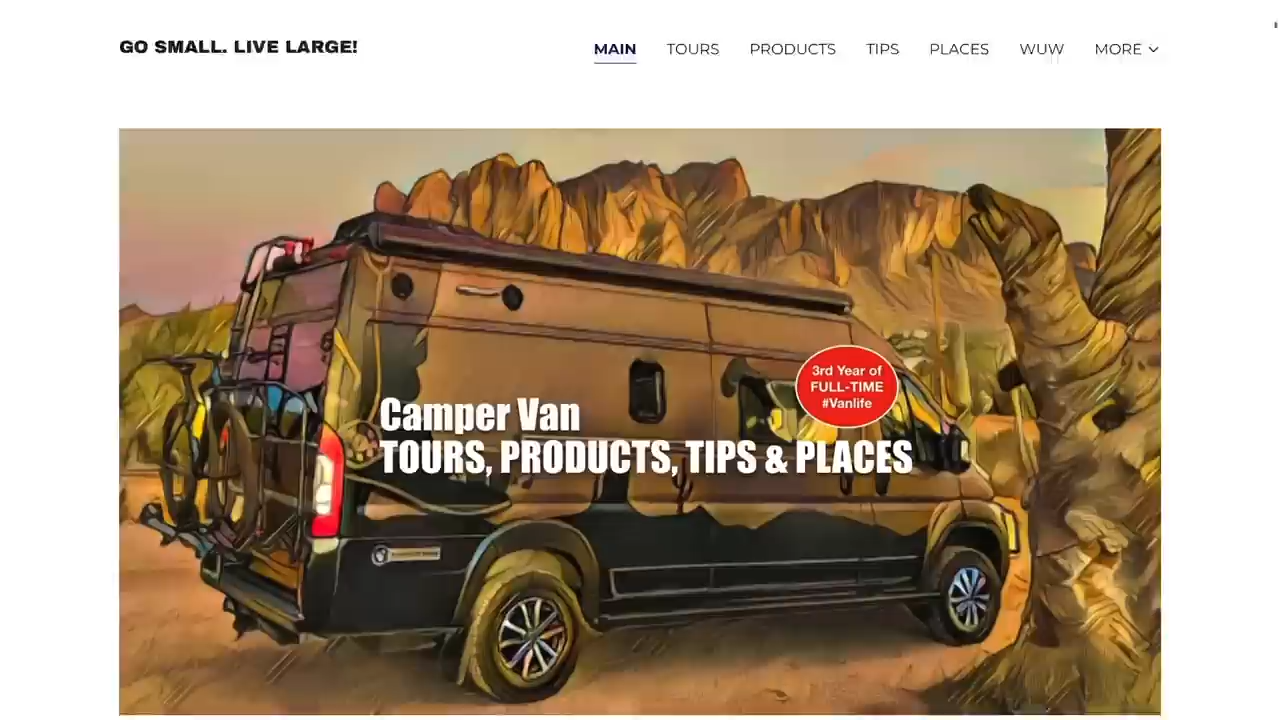 GO SMALL. LIVE LARGE!
MAIN TOURS PRODUCTS TIPS PLACES WUW MORE
3rd Year of
FULL-TIME
#Vanlife
Camper Van
TOURS, PRODUCTS, TIPS & PLACES